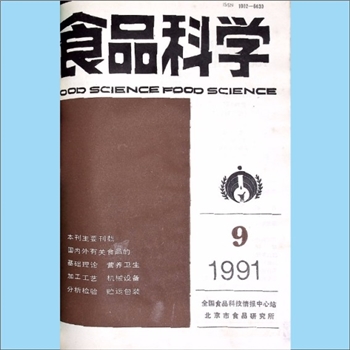 ISSN 1002—6630
食品科学
OOD SCIENCE FOOD SCIENCE
9
1991
本刊主要刊载
国内外有关食品的
基础理论 营养卫生
加工工艺 机械设备
分析检验 贮运包装
全国食品科技情报中心站
北京市食品研究所